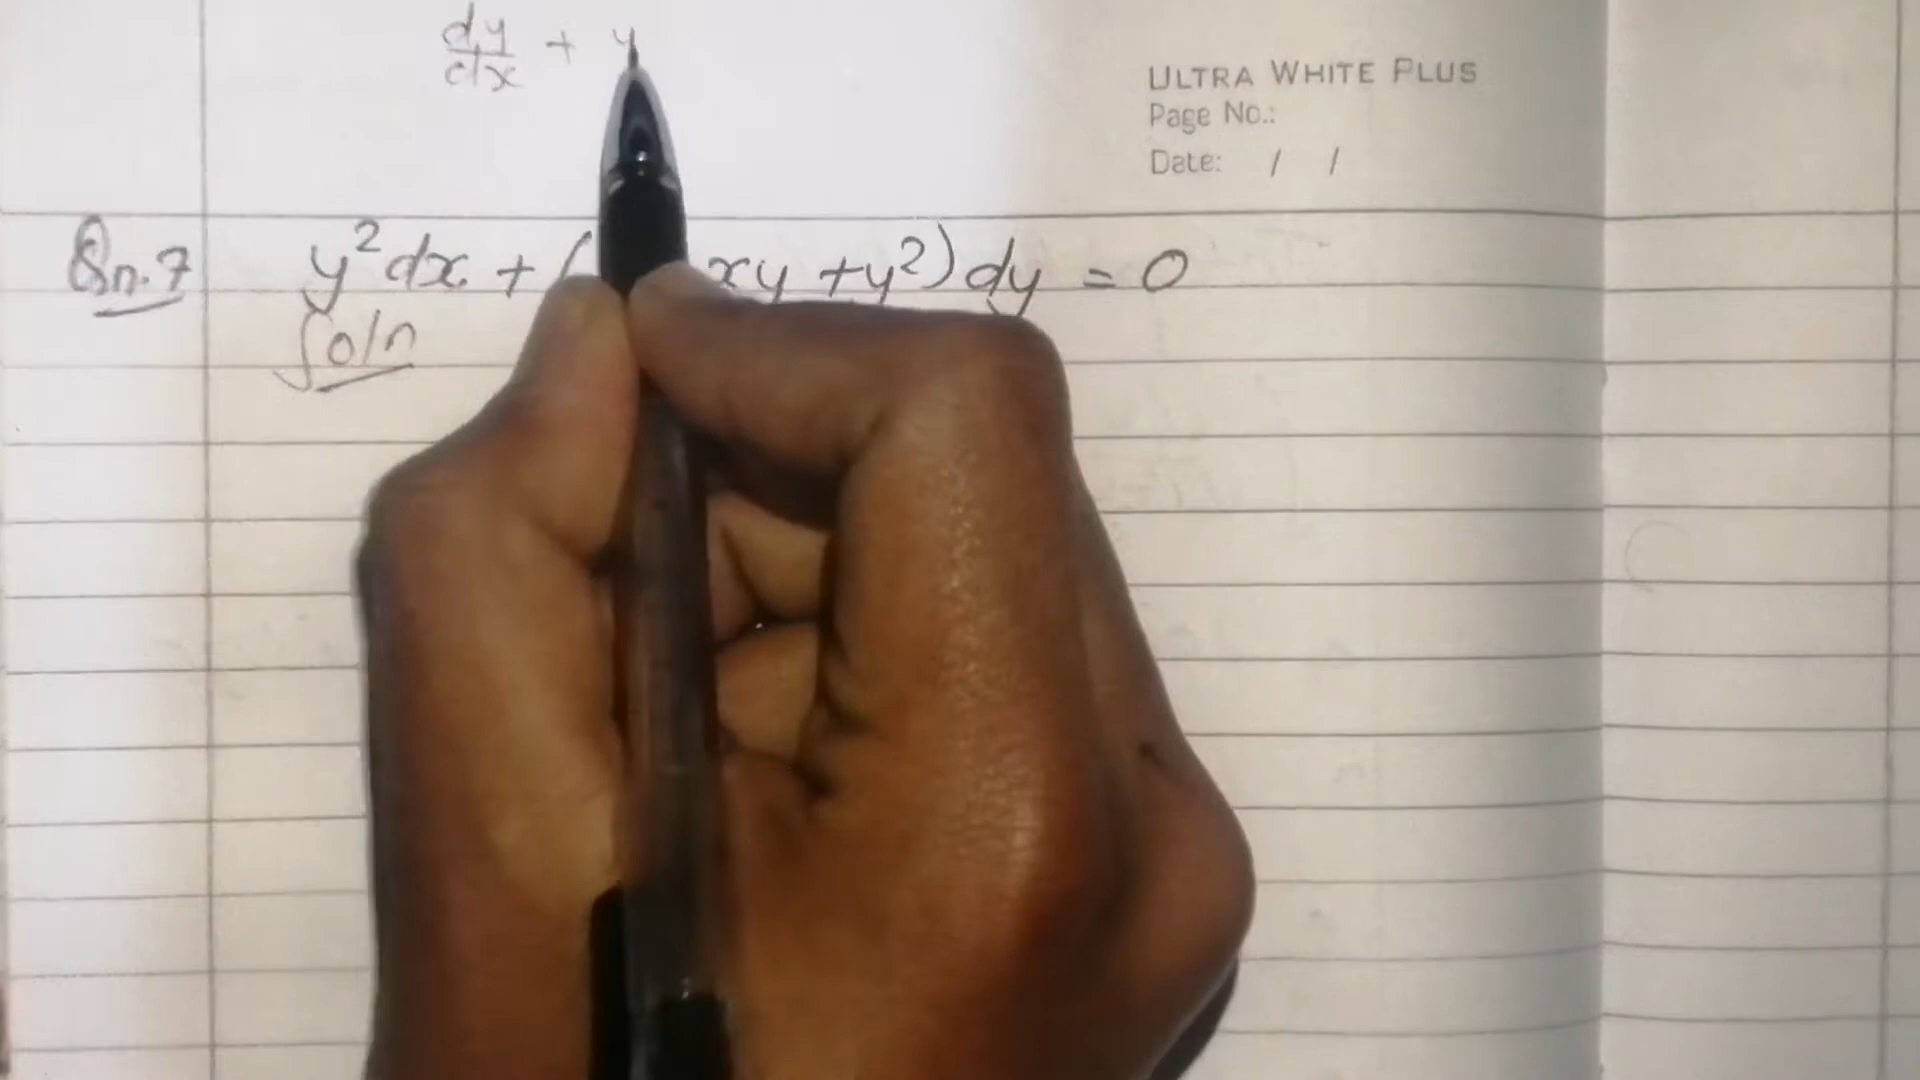 dy/dx + y
ULTRA WHITE PLUS
Page No.:
Date: / /
Qn.7 y²dx + ( xy + y²) dy = 0
Soln